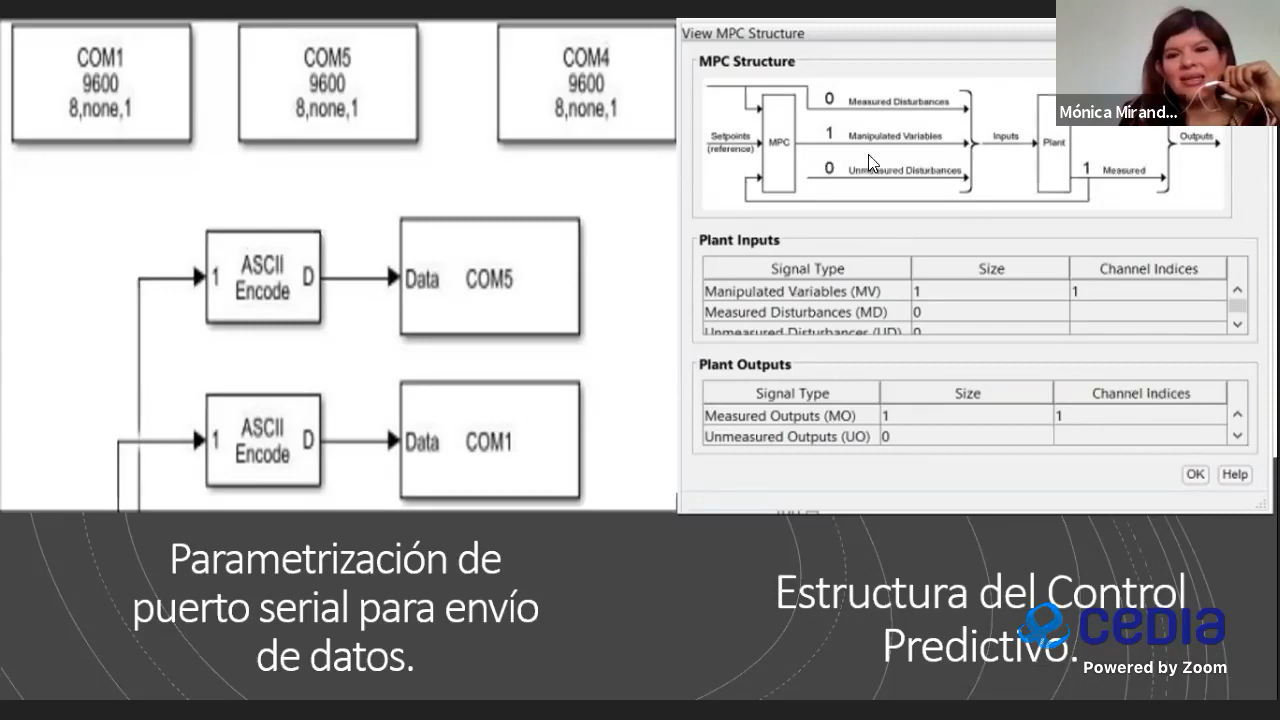 COM1
9600
8,none,1
COM5
9600
8,none,1
COM4
9600
8,none,1
1 ASCII Encode D
Data COM5
1 ASCII Encode D
Data COM1
View MPC Structure
MPC Structure
0 Measured Disturbances
Setpoints
(reference)
MPC
1 Manipulated Variables
0 Unmeasured Disturbances
Inputs
Plant
1 Measured
Outputs
Plant Inputs
Signal Type Size Channel Indices
Manipulated Variables (MV) 1 1
Measured Disturbances (MD) 0
Unmeasured Disturbances (UD) 0
Plant Outputs
Signal Type Size Channel Indices
Measured Outputs (MO) 1 1
Unmeasured Outputs (UO) 0
OK Help
Mónica Mirand...
Parametrización de
puerto serial para envío
de datos.
Estructura del Control
Predictivo.
cedia
Powered by Zoom